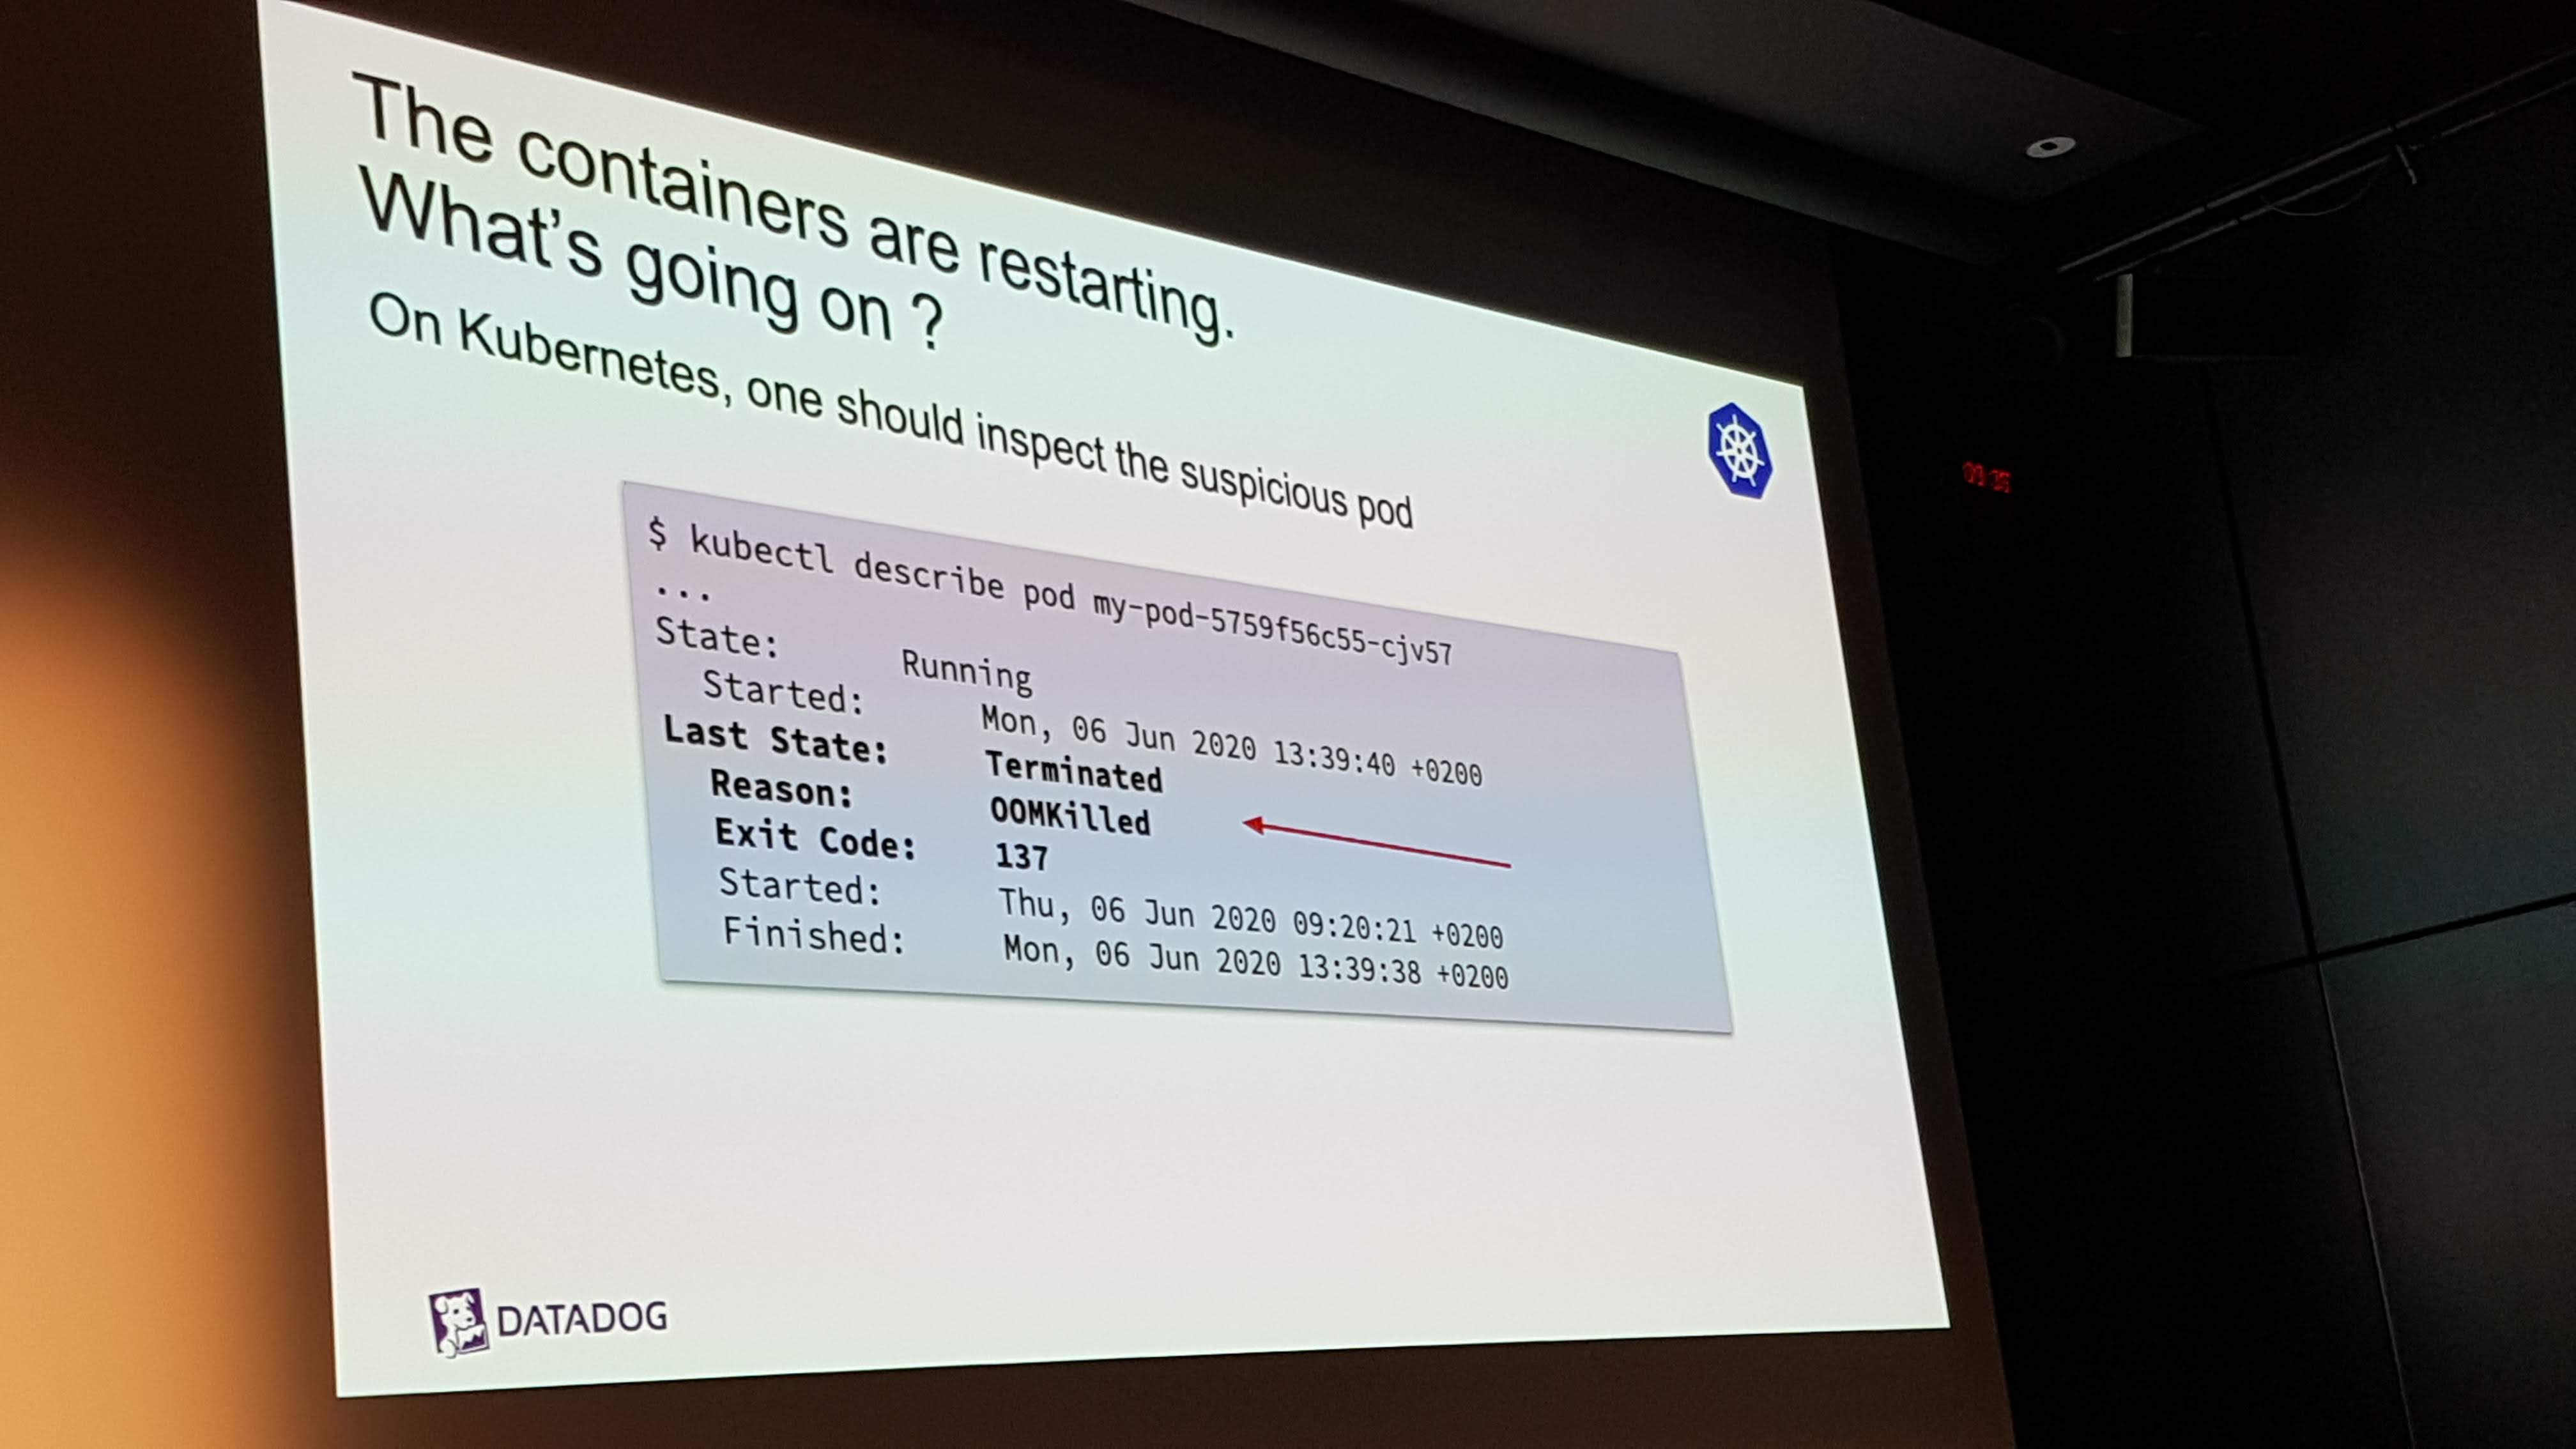 The containers are restarting.
What's going on ?
On Kubernetes, one should inspect the suspicious pod
$ kubectl describe pod my-pod-5759f56c55-cjv57
...
State: Running
Started: Mon, 06 Jun 2020 13:39:40 +0200
Last State: Terminated
Reason: OOMKilled
Exit Code: 137
Started: Thu, 06 Jun 2020 09:20:21 +0200
Finished: Mon, 06 Jun 2020 13:39:38 +0200
DATADOG